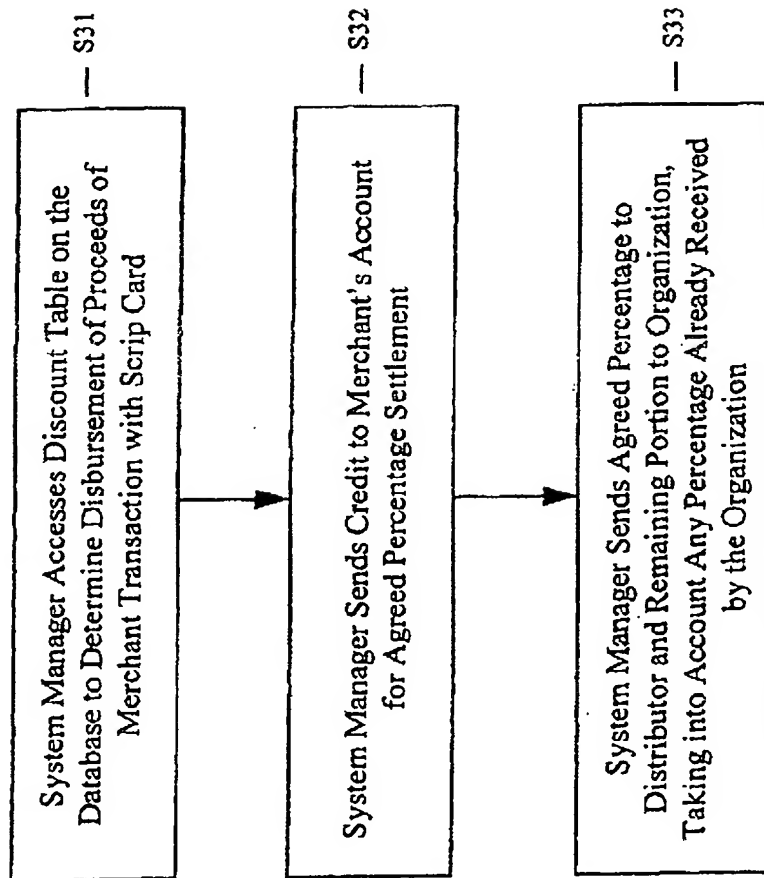 System Manager Accesses Discount Table on the
Database to Determine Disbursement of Proceeds of
Merchant Transaction with Scrip Card
S31
System Manager Sends Credit to Merchant's Account
for Agreed Percentage Settlement
S32
System Manager Sends Agreed Percentage to
Distributor and Remaining Portion to Organization,
Taking into Account Any Percentage Already Received
by the Organization
S33